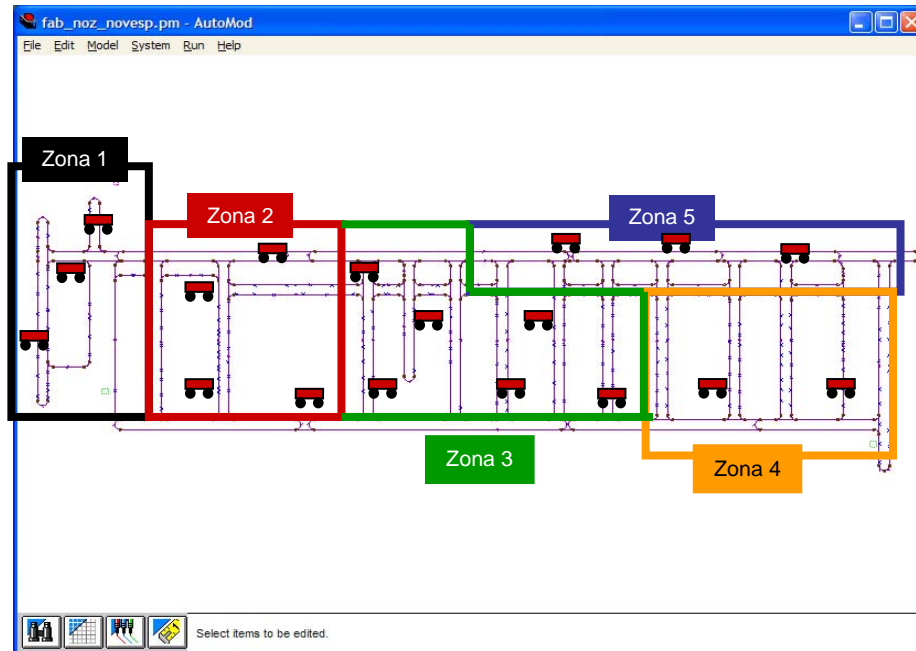 fab_noz_novesp.pm - AutoMod
File Edit Model System Run Help
Zona 1
Zona 2
Zona 5
Zona 3
Zona 4
Select items to be edited.